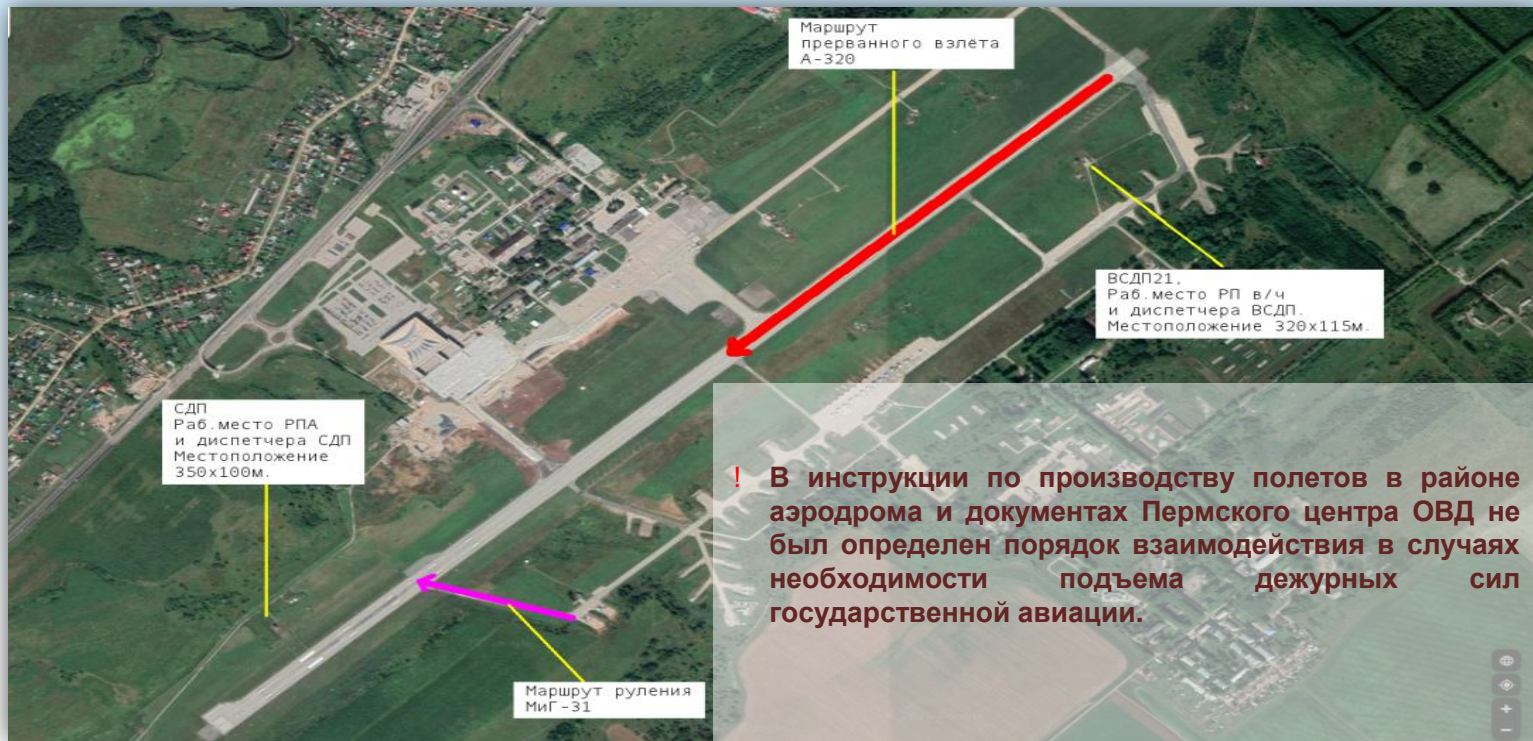 Маршрут
прерванного взлёта
А-320
ВСДП21,
Раб.место РП в/ч
и диспетчера ВСДП.
Местоположение 320х115м.
СДП
Раб.место РПА
и диспетчера СДП
Местоположение
350х100м.
! В инструкции по производству полетов в районе
аэродрома и документах Пермского центра ОВД не
был определен порядок взаимодействия в случаях
необходимости подъема дежурных сил
государственной авиации.
Маршрут руления
МиГ-31